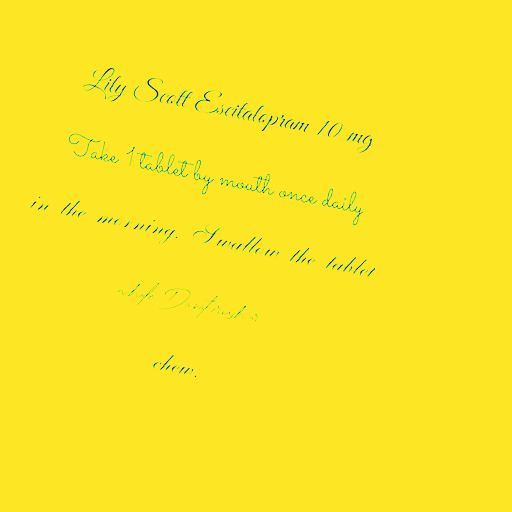 Lily Scott Escitalopram 10 mg
Take 1 tablet by mouth once daily
in the morning. Swallow the tablet
whole
chew.